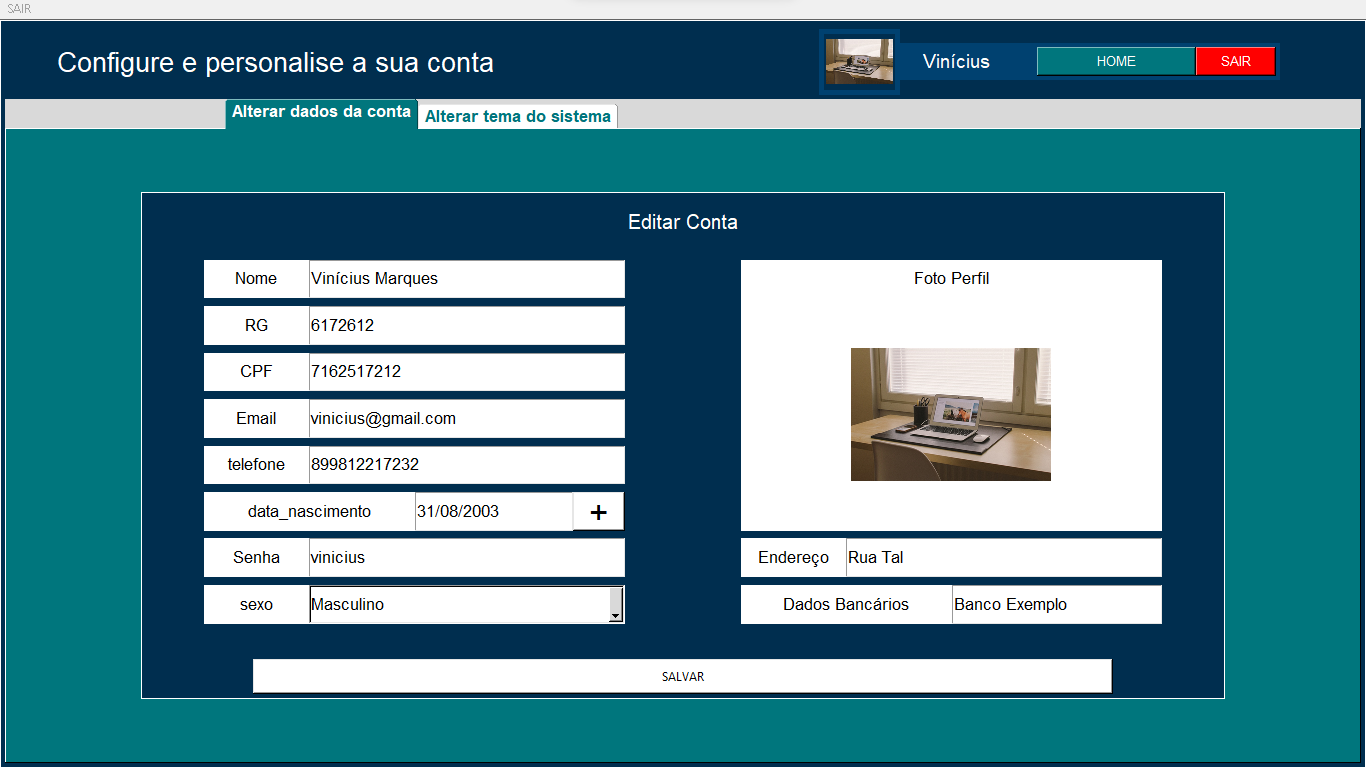 SAIR
Configure e personalise a sua conta
Vinícius
HOME
SAIR
Alterar dados da conta
Alterar tema do sistema
Editar Conta
Nome
Vinícius Marques
RG
6172612
CPF
7162517212
Email
vinicius@gmail.com
telefone
899812217232
data_nascimento
31/08/2003
+
Senha
vinicius
sexo
Masculino
Foto Perfil
Endereço
Rua Tal
Dados Bancários
Banco Exemplo
SALVAR